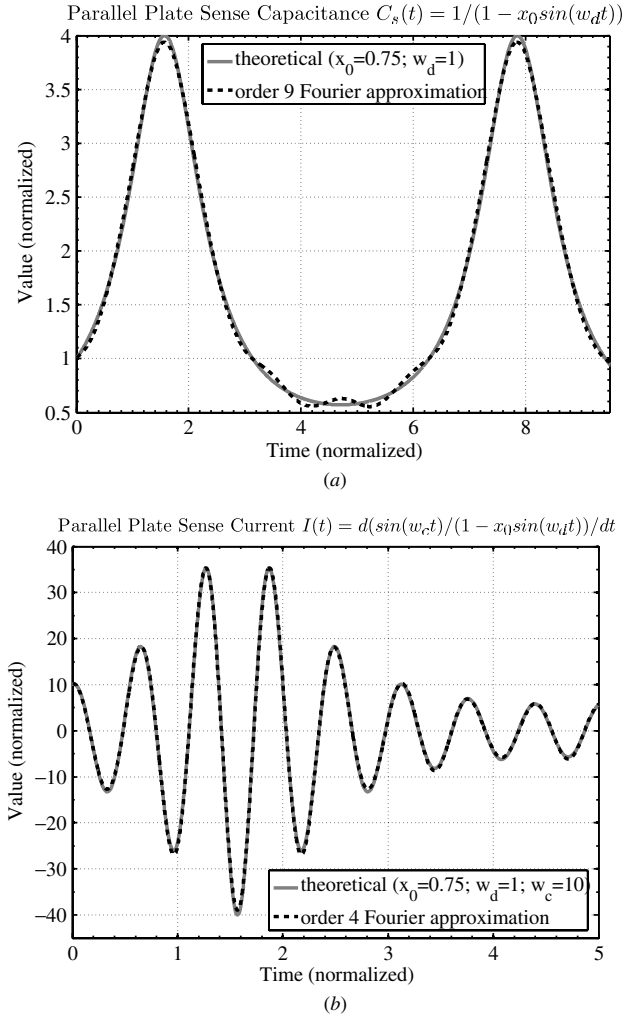 Parallel Plate Sense Capacitance C_s(t) = 1/(1 - x_0sin(w_dt))
4
3.5
3
2.5
2
1.5
1
0.5
Value (normalized)
theoretical (x_0=0.75; w_d=1)
order 9 Fourier approximation
0 2 4 6 8
Time (normalized)
(a)
Parallel Plate Sense Current I(t) = d(sin(w_ct)/(1 - x_0sin(w_dt))/dt
40
30
20
10
0
−10
−20
−30
−40
Value (normalized)
theoretical (x_0=0.75; w_d=1; w_c=10)
order 4 Fourier approximation
0 1 2 3 4 5
Time (normalized)
(b)